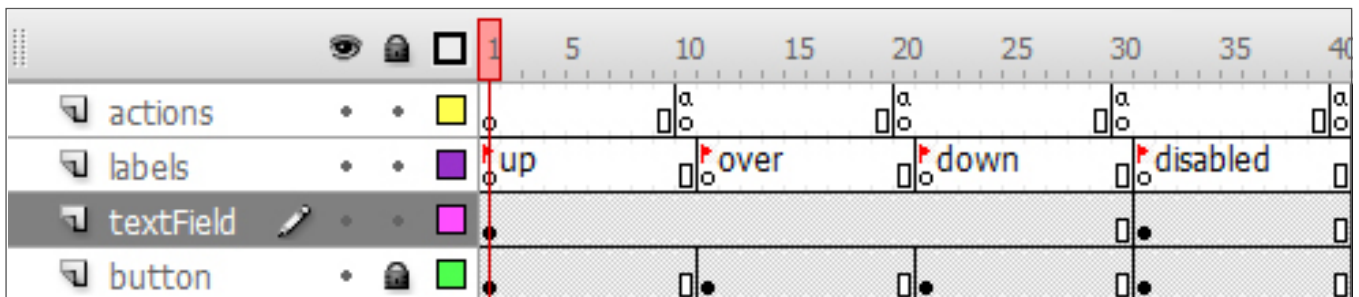 1 5 10 15 20 25 30 35 40
actions a a a a
labels up over down disabled
textField
button